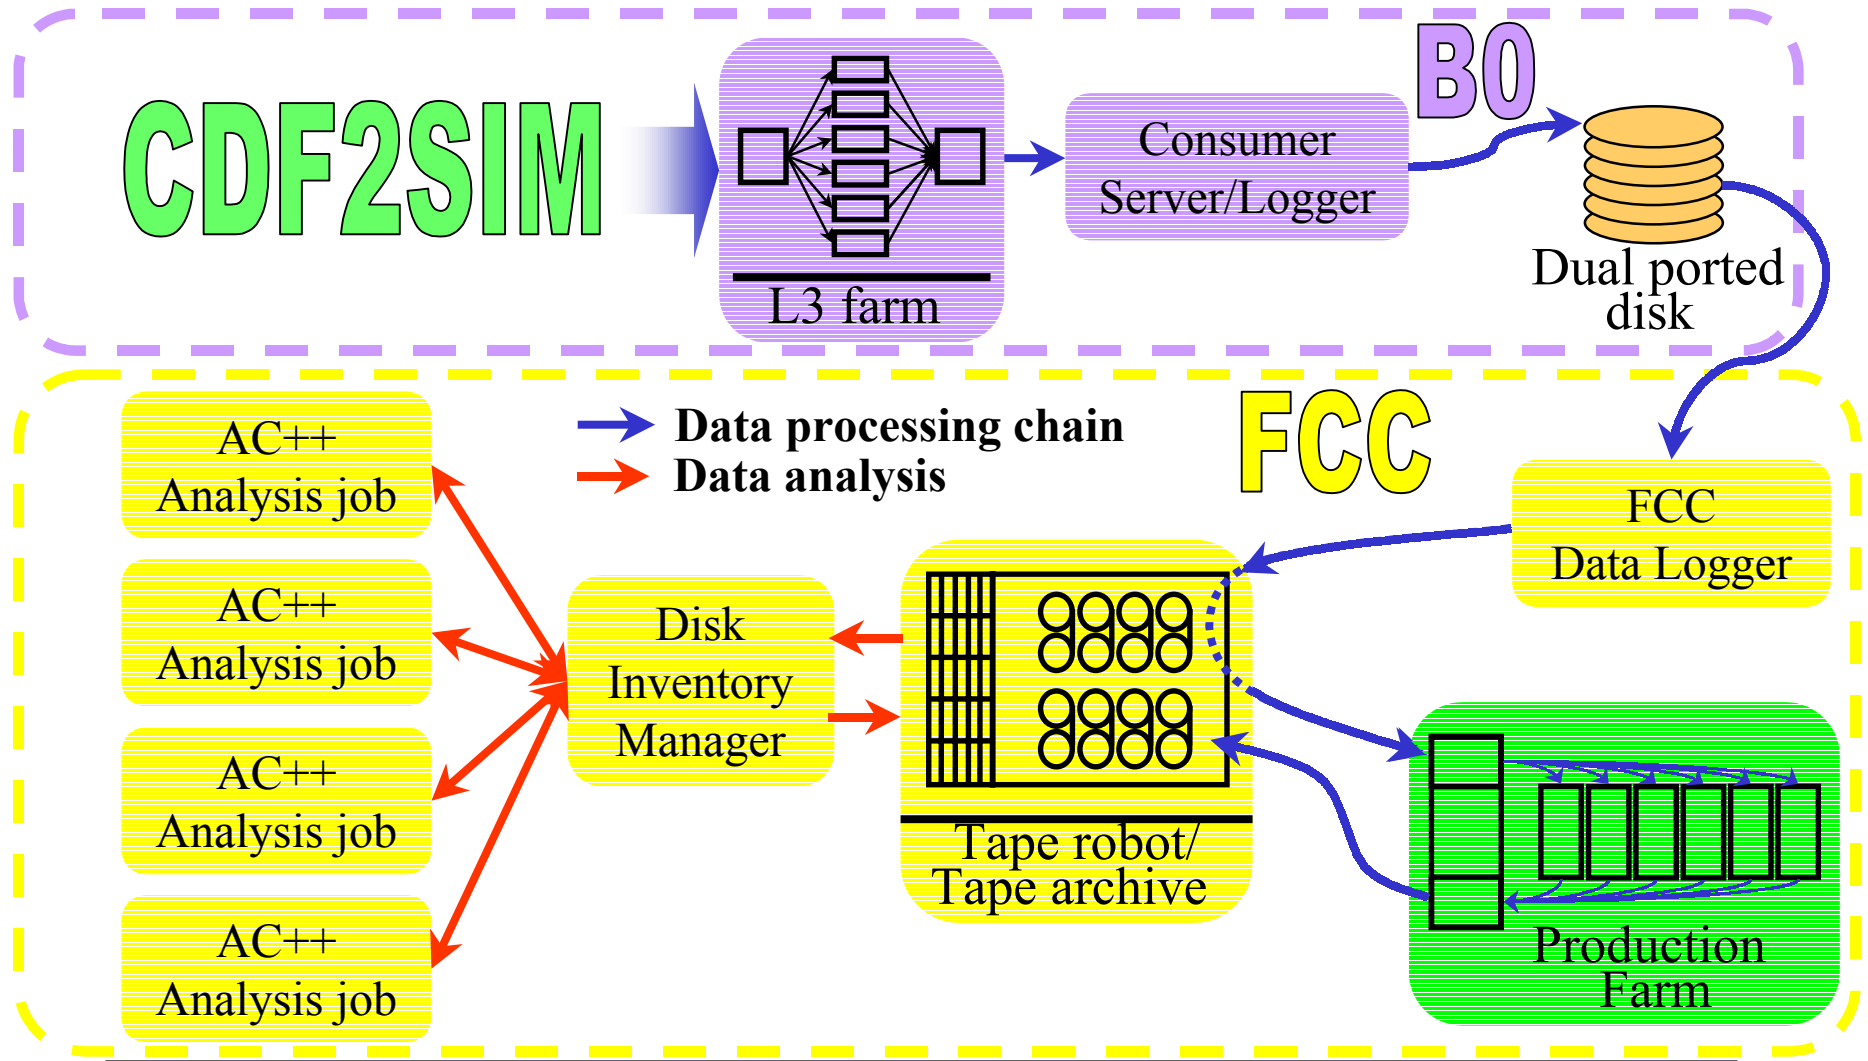 B0
CDF2SIM
Consumer
Server/Logger
L3 farm
Dual ported
disk
FCC
Data processing chain
Data analysis
AC++
Analysis job
AC++
Analysis job
AC++
Analysis job
AC++
Analysis job
Disk
Inventory
Manager
Tape robot/
Tape archive
FCC
Data Logger
Production
Farm